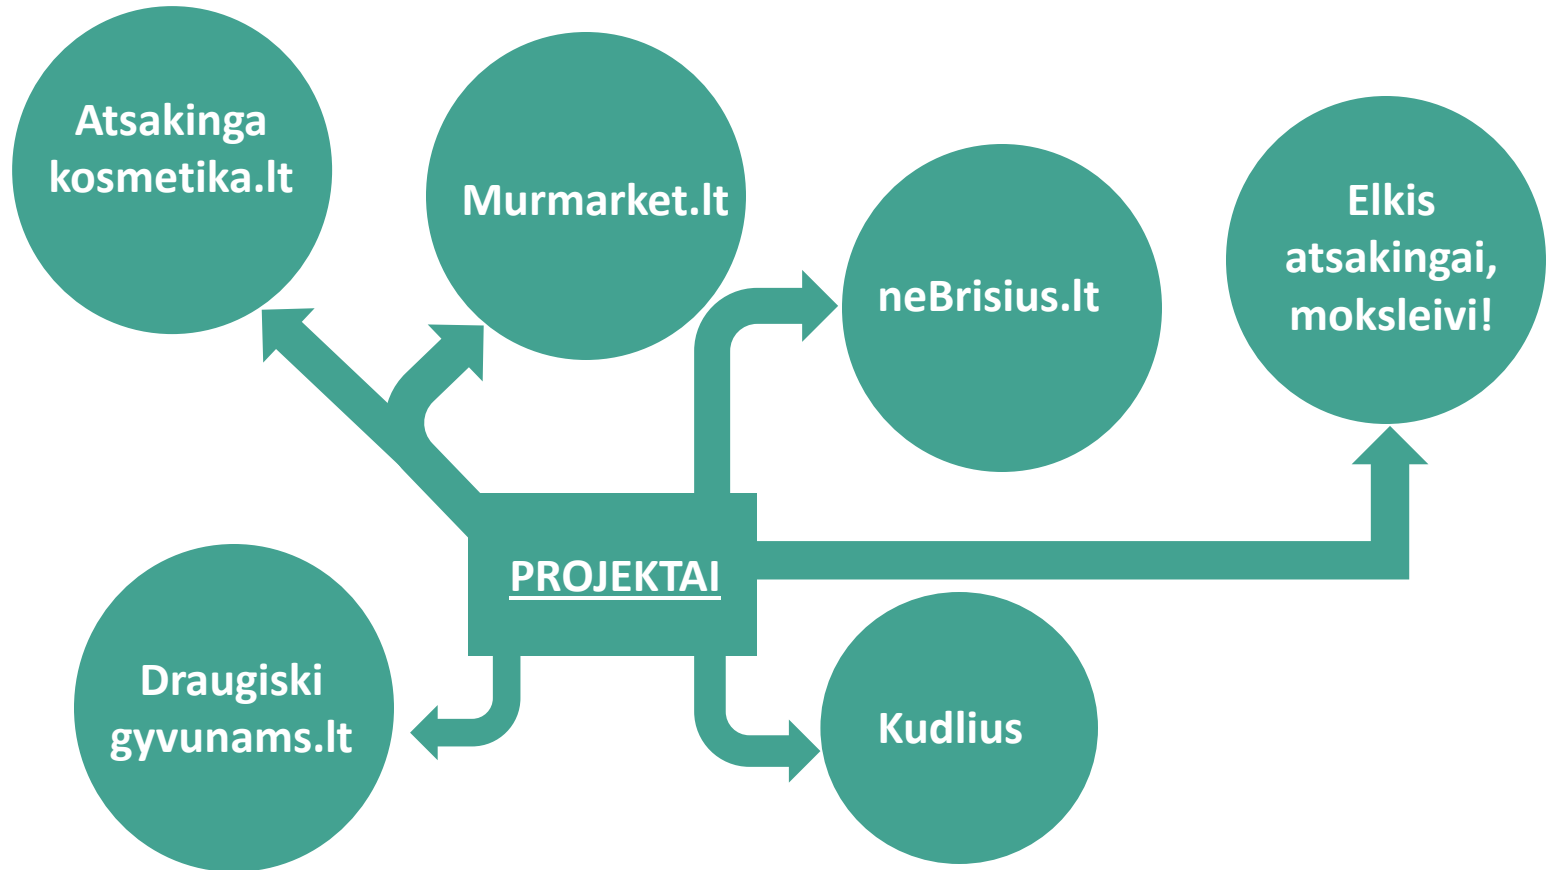 Atsakinga
kosmetika.lt
Murmarket.lt
neBrisius.lt
Elkis
atsakingai,
moksleivi!
PROJEKTAI
Draugiski
gyvunams.lt
Kudlius